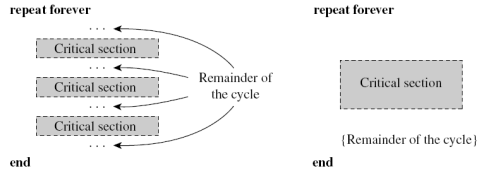 repeat forever
...
Critical section
...
Critical section
...
Critical section
...
end
Remainder of
the cycle
repeat forever
Critical section
{Remainder of the cycle}
end